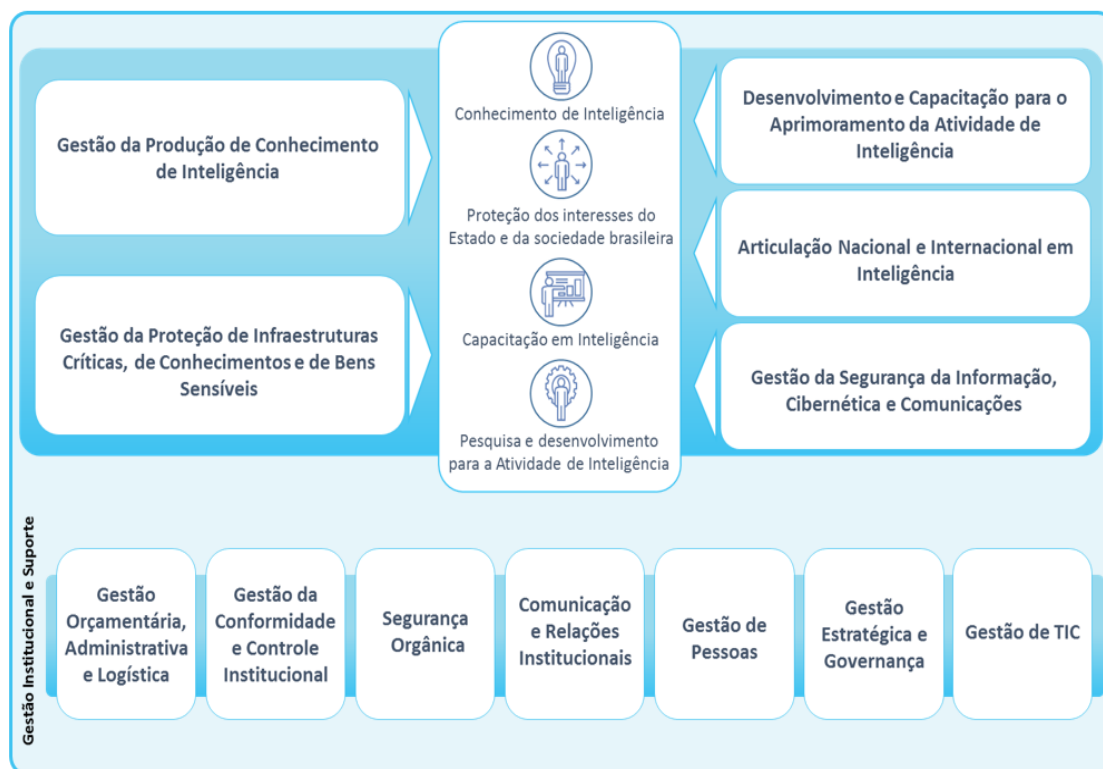 Gestão da Produção de Conhecimento
de Inteligência
Gestão da Proteção de Infraestruturas
Críticas, de Conhecimentos e de Bens
Sensíveis
Conhecimento de Inteligência
Proteção dos interesses do
Estado e da sociedade brasileira
Capacitação em Inteligência
Pesquisa e desenvolvimento
para a Atividade de Inteligência
Desenvolvimento e Capacitação para o
Aprimoramento da Atividade de
Inteligência
Articulação Nacional e Internacional em
Inteligência
Gestão da Segurança da Informação,
Cibernética e Comunicações
Gestão Institucional e Suporte
Gestão
Orçamentária,
Administrativa
e Logística
Gestão da
Conformidade
e Controle
Institucional
Segurança
Orgânica
Comunicação
e Relações
Institucionais
Gestão de
Pessoas
Gestão
Estratégica e
Governança
Gestão de TIC